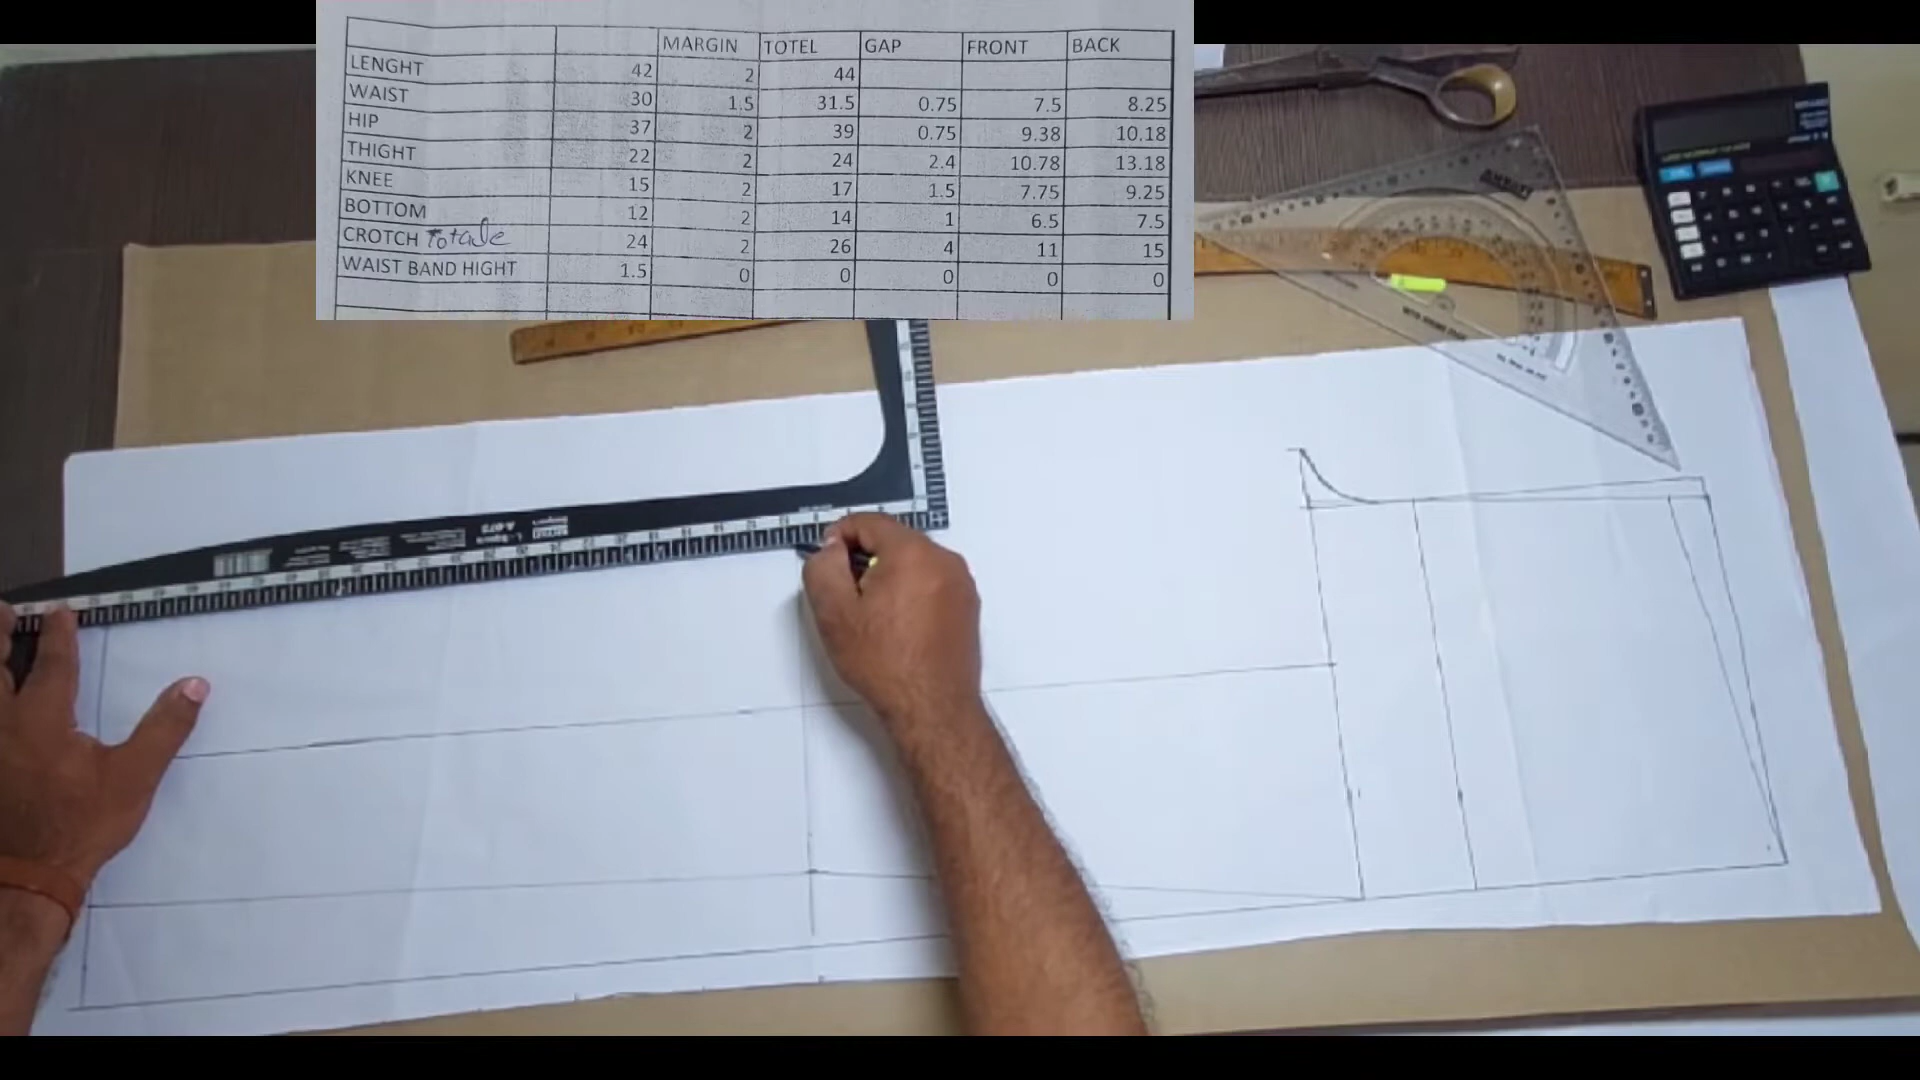 MARGIN TOTEL GAP FRONT BACK
LENGHT 42 2 44
WAIST 30 1.5 31.5 0.75 7.5 8.25
HIP 37 2 39 0.75 9.38 10.18
THIGHT 22 2 24 2.4 10.78 13.18
KNEE 15 2 17 1.5 7.75 9.25
BOTTOM 12 2 14 1 6.5 7.5
CROTCH 24 2 26 4 11 15
WAIST BAND HIGHT 1.5 0 0 0 0 0